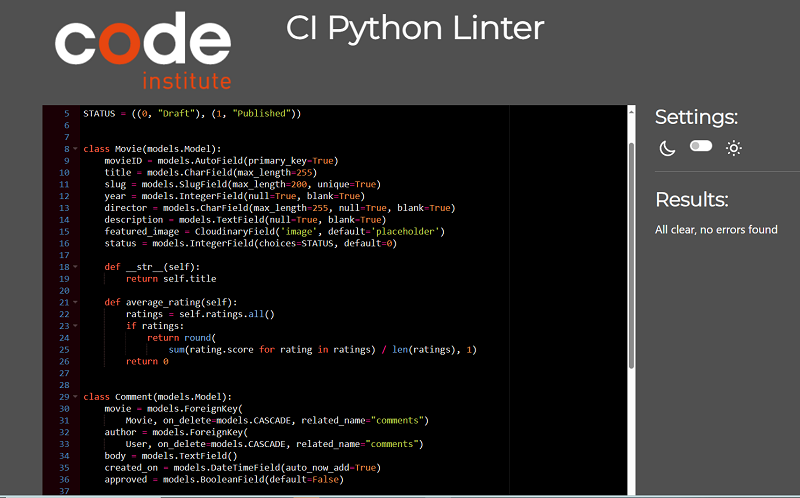 code
institute
CI Python Linter
5 STATUS = ((0, "Draft"), (1, "Published"))
6
7
8 class Movie(models.Model):
9     movieID = models.AutoField(primary_key=True)
10     title = models.CharField(max_length=255)
11     slug = models.SlugField(max_length=200, unique=True)
12     year = models.IntegerField(null=True, blank=True)
13     director = models.CharField(max_length=255, null=True, blank=True)
14     description = models.TextField(null=True, blank=True)
15     featured_image = CloudinaryField('image', default='placeholder')
16     status = models.IntegerField(choices=STATUS, default=0)
17
18     def __str__(self):
19         return self.title
20
21     def average_rating(self):
22         ratings = self.ratings.all()
23         if ratings:
24             return round(
25                 sum(rating.score for rating in ratings) / len(ratings), 1)
26         return 0
27
28
29 class Comment(models.Model):
30     movie = models.ForeignKey(
31         Movie, on_delete=models.CASCADE, related_name="comments")
32     author = models.ForeignKey(
33         User, on_delete=models.CASCADE, related_name="comments")
34     body = models.TextField()
35     created_on = models.DateTimeField(auto_now_add=True)
36     approved = models.BooleanField(default=False)
37
Settings:
Results:
All clear, no errors found